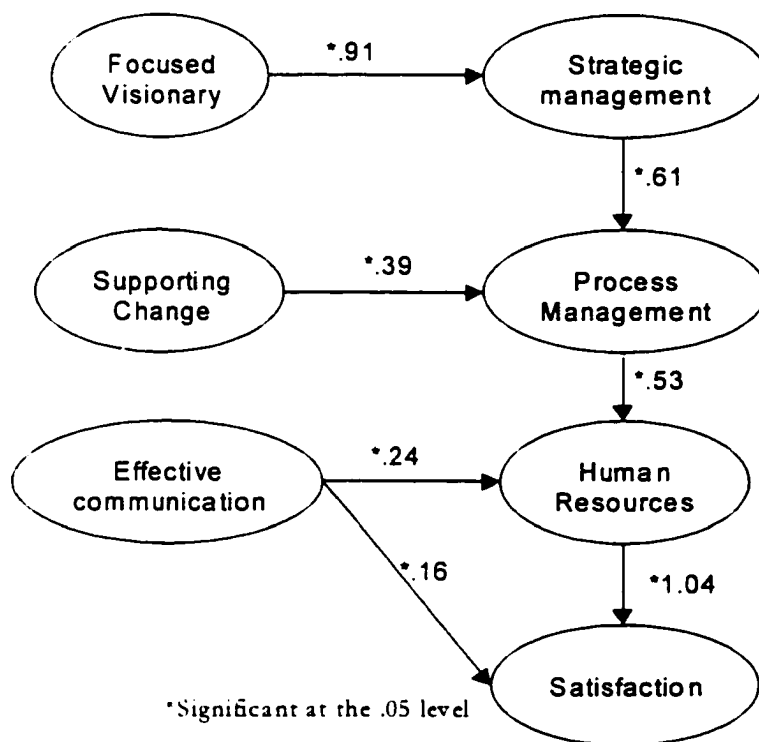 Focused
Visionary
*.91
Strategic
management
*.61
Supporting
Change
*.39
Process
Management
*.53
Effective
communication
*.24
Human
Resources
*.16
*1.04
Satisfaction
*Significant at the .05 level